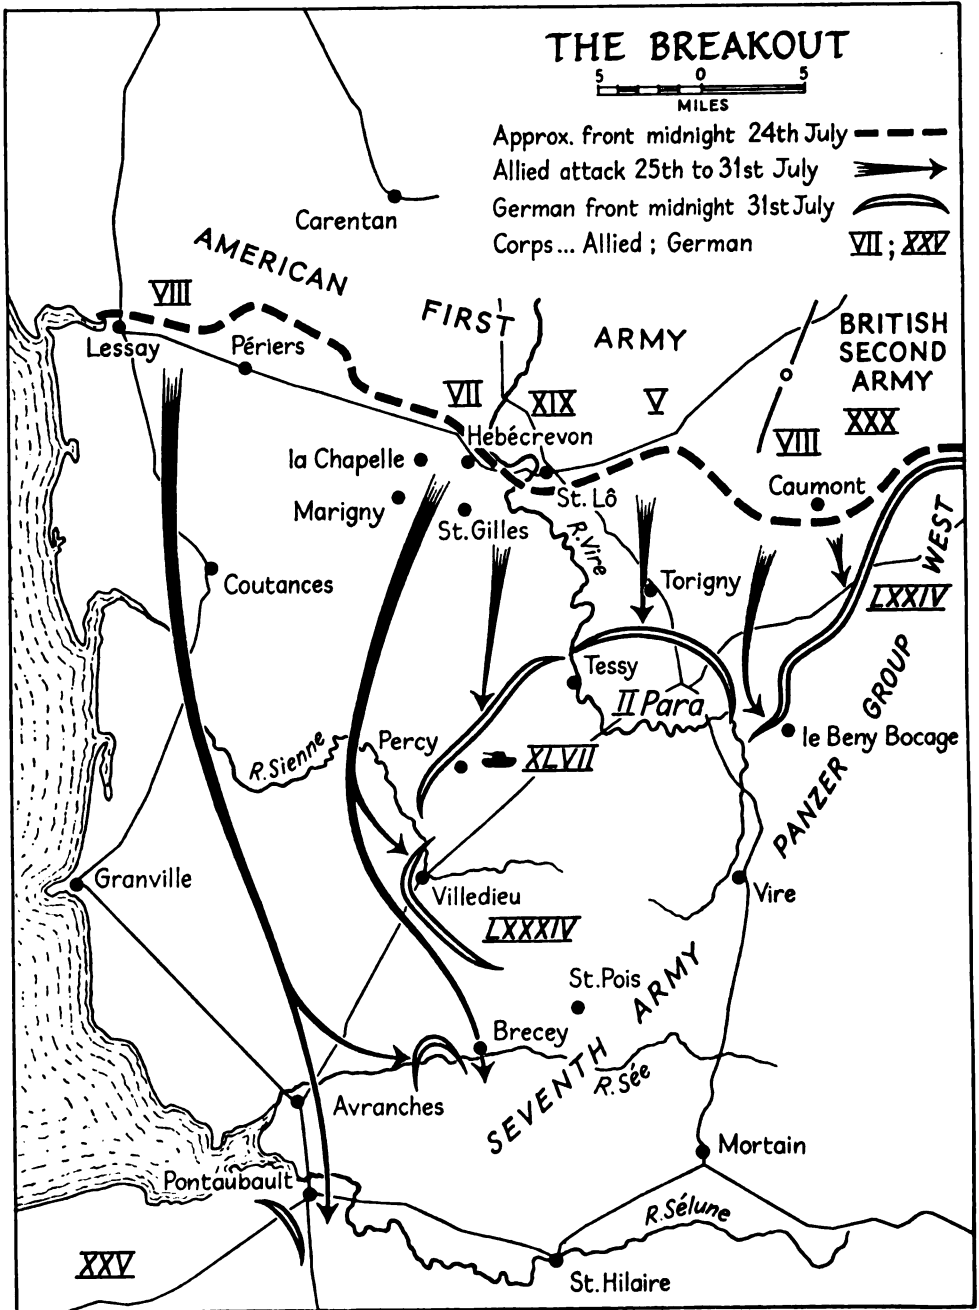 THE BREAKOUT
5 0 5
MILES
Approx. front midnight 24th July
Allied attack 25th to 31st July
German front midnight 31st July
Corps... Allied ; German VII ; XXV
Carentan
AMERICAN
FIRST
ARMY
BRITISH
SECOND
ARMY
VIII
Lessay
Périers
VII
XIX
V
XXX
VIII
Hébécrevon
la Chapelle
Marigny
St. Gilles
St. Lô
Caumont
R. Vire
WEST
Coutances
Torigny
LXXIV
Tessy
II Para
GROUP
R. Sienne
Percy
XLVII
le Beny Bocage
PANZER
Granville
Villedieu
Vire
LXXXIV
St. Pois
ARMY
Brecey
SEVENTH
R. Sée
Avranches
Mortain
Pontaubault
R. Sélune
XXV
St. Hilaire